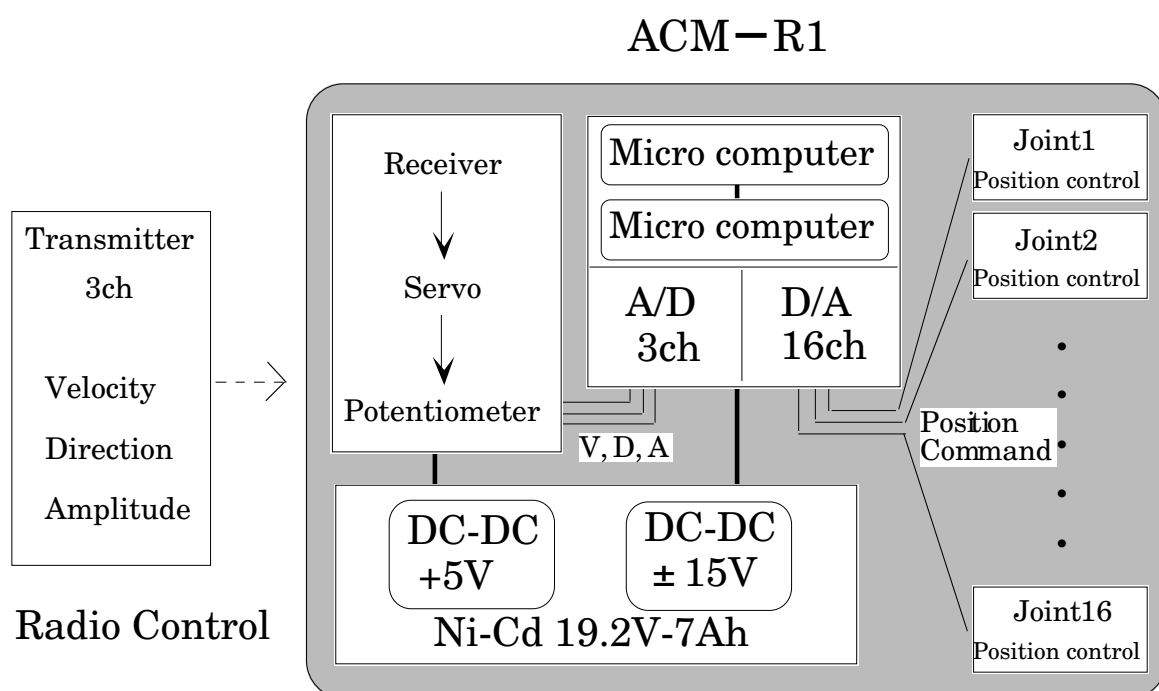 ACM－R1
Transmitter
3ch
Velocity
Direction
Amplitude
Radio Control
Receiver
Servo
Potentiometer
V, D, A
Micro computer
Micro computer
A/D
3ch
D/A
16ch
Position
Command
Joint1
Position control
Joint2
Position control
Joint16
Position control
DC-DC
+5V
DC-DC
± 15V
Ni-Cd 19.2V-7Ah